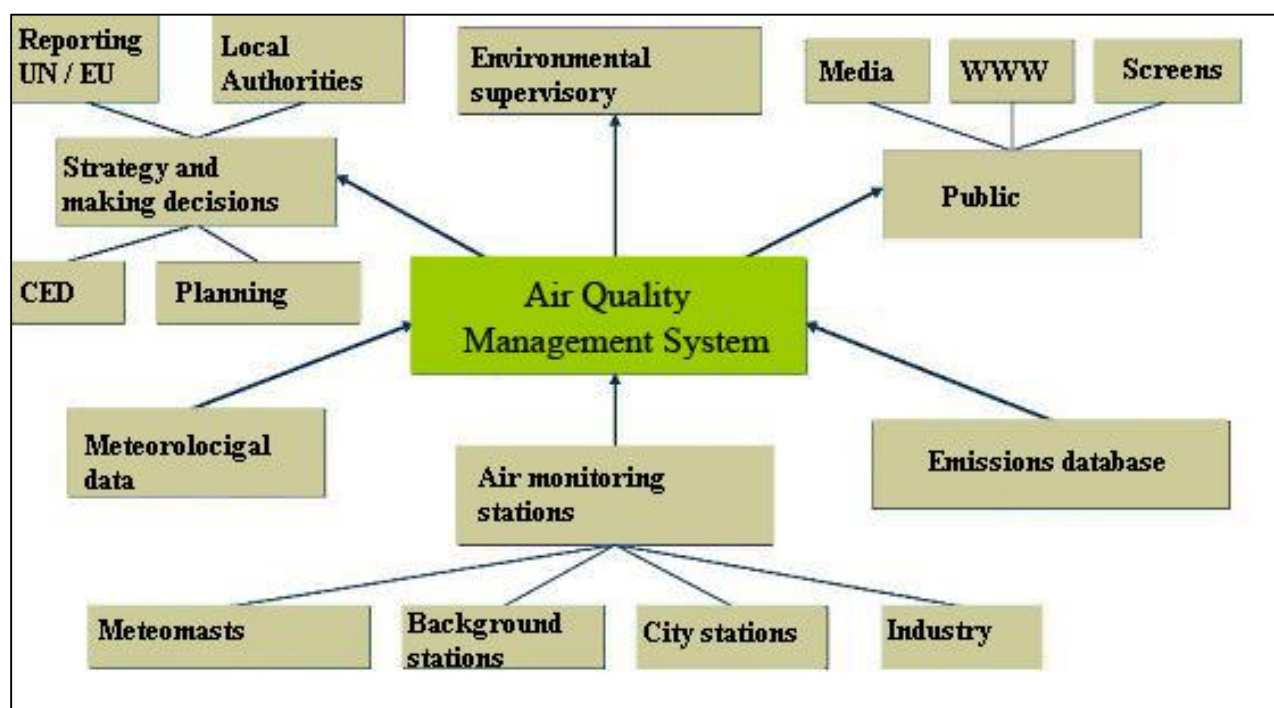 Reporting
UN / EU
Local
Authorities
Environmental
supervisory
Media
WWW
Screens
Strategy and
making decisions
Public
CED
Planning
Air Quality
Management System
Meteorolocigal
data
Air monitoring
stations
Emissions database
Meteomasts
Background
stations
City stations
Industry